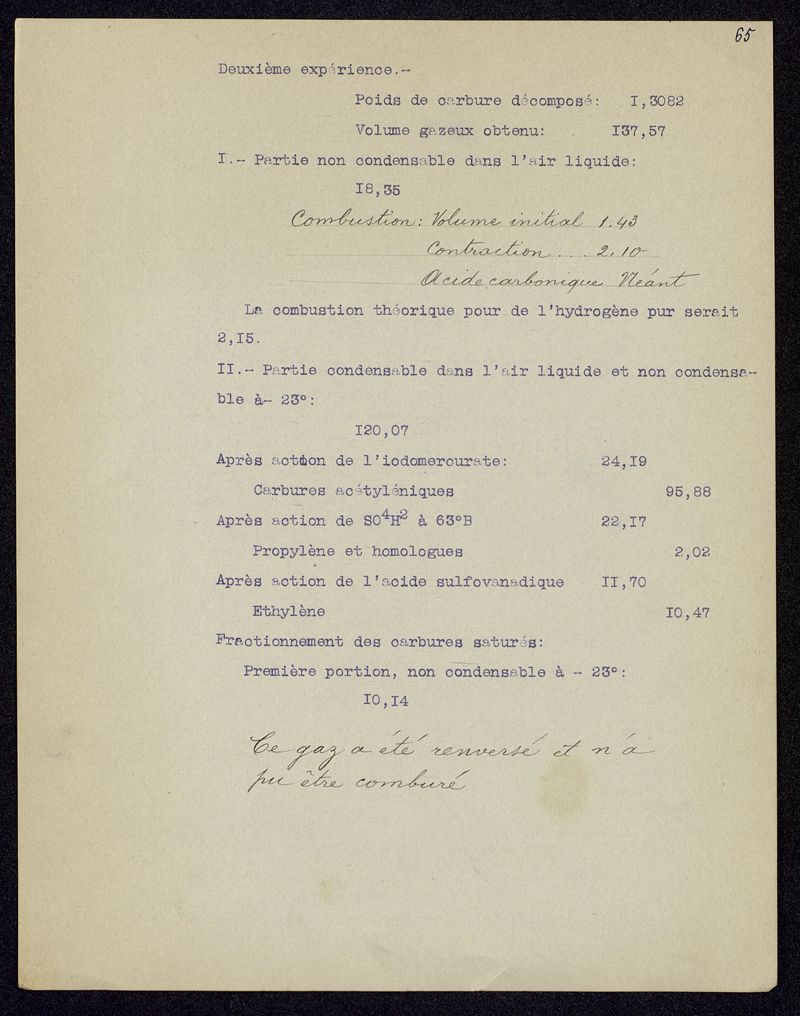 65
Deuxième expérience.-
Poids de carbure décomposé: I,3082
Volume gazeux obtenu: I37,57
I.- Partie non condensable dans l'air liquide:
I8,35
Combustion: Volume initial 1.43
Contraction.... 2.10
Acide carbonique Néant
La combustion théorique pour de l'hydrogène pur serait
2,I5.
II.- Partie condensable dans l'air liquide et non condensa-
ble à- 23°:
I20,07
Après action de l'iodomercurate: 24,I9
Carbures acétyléniques 95,88
Après action de SO⁴H² à 63°B 22,I7
Propylène et homologues 2,02
Après action de l'acide sulfovanadique II,70
Ethylène I0,47
Fractionnement des carbures saturés:
Première portion, non condensable à - 23°:
I0,I4
Ce gaz a été renversé et n'a
pu être comburé